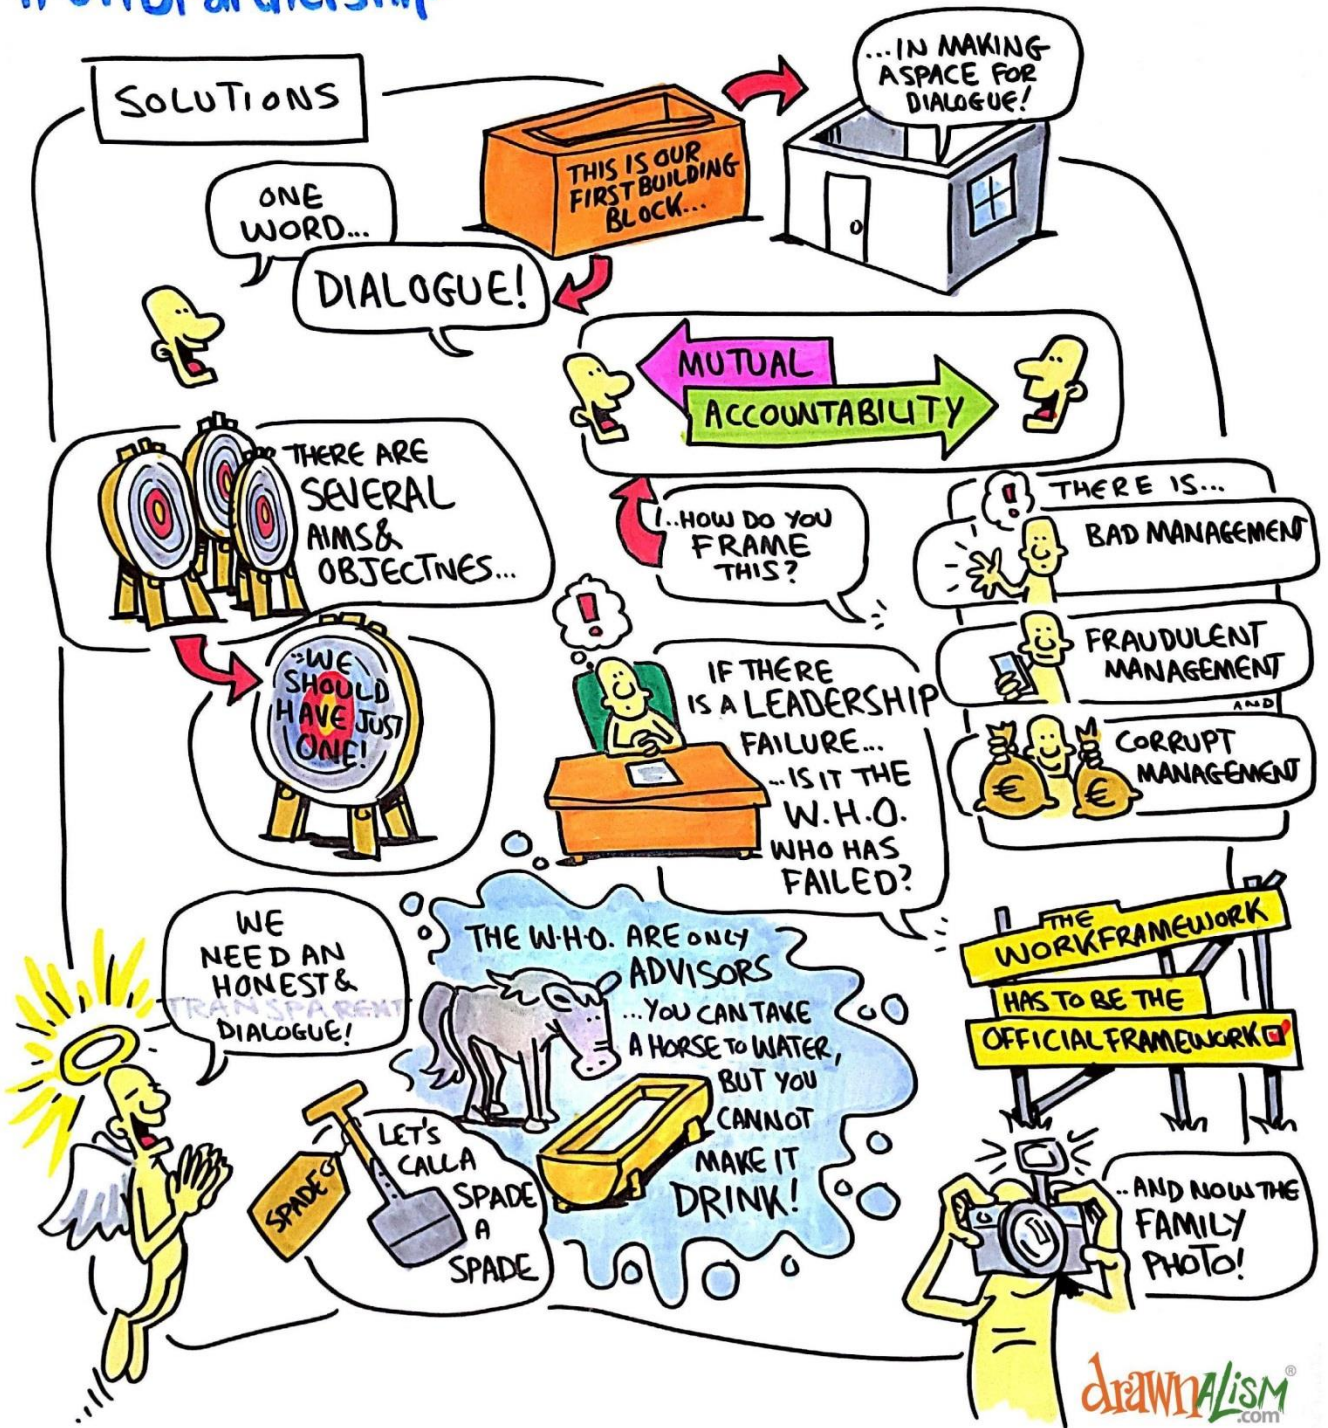 SOLUTIONS
THIS IS OUR
FIRST BUILDING
BLOCK...
...IN MAKING
A SPACE FOR
DIALOGUE!
ONE
WORD...
DIALOGUE!
MUTUAL
ACCOUNTABILITY
THERE ARE
SEVERAL
AIMS &
OBJECTIVES...
"WE
SHOULD
HAVE JUST
ONE!
...HOW DO YOU
FRAME
THIS?
THERE IS...
BAD MANAGEMENT
FRAUDULENT
MANAGEMENT
AND
CORRUPT
MANAGEMENT
€ €
IF THERE
IS A LEADERSHIP
FAILURE...
...IS IT THE
W.H.O.
WHO HAS
FAILED?
WE
NEED AN
HONEST &
TRANSPARENT
DIALOGUE!
THE W.H.O. ARE ONLY
ADVISORS
...YOU CAN TAKE
A HORSE TO WATER,
BUT YOU
CANNOT
MAKE IT
DRINK!
SPADE
LET'S
CALL A
SPADE
A
SPADE
THE
WORKFRAMEWORK
HAS TO BE THE
OFFICIAL FRAMEWORK
..AND NOW THE
FAMILY
PHOTO!
drawnALISM®
.com